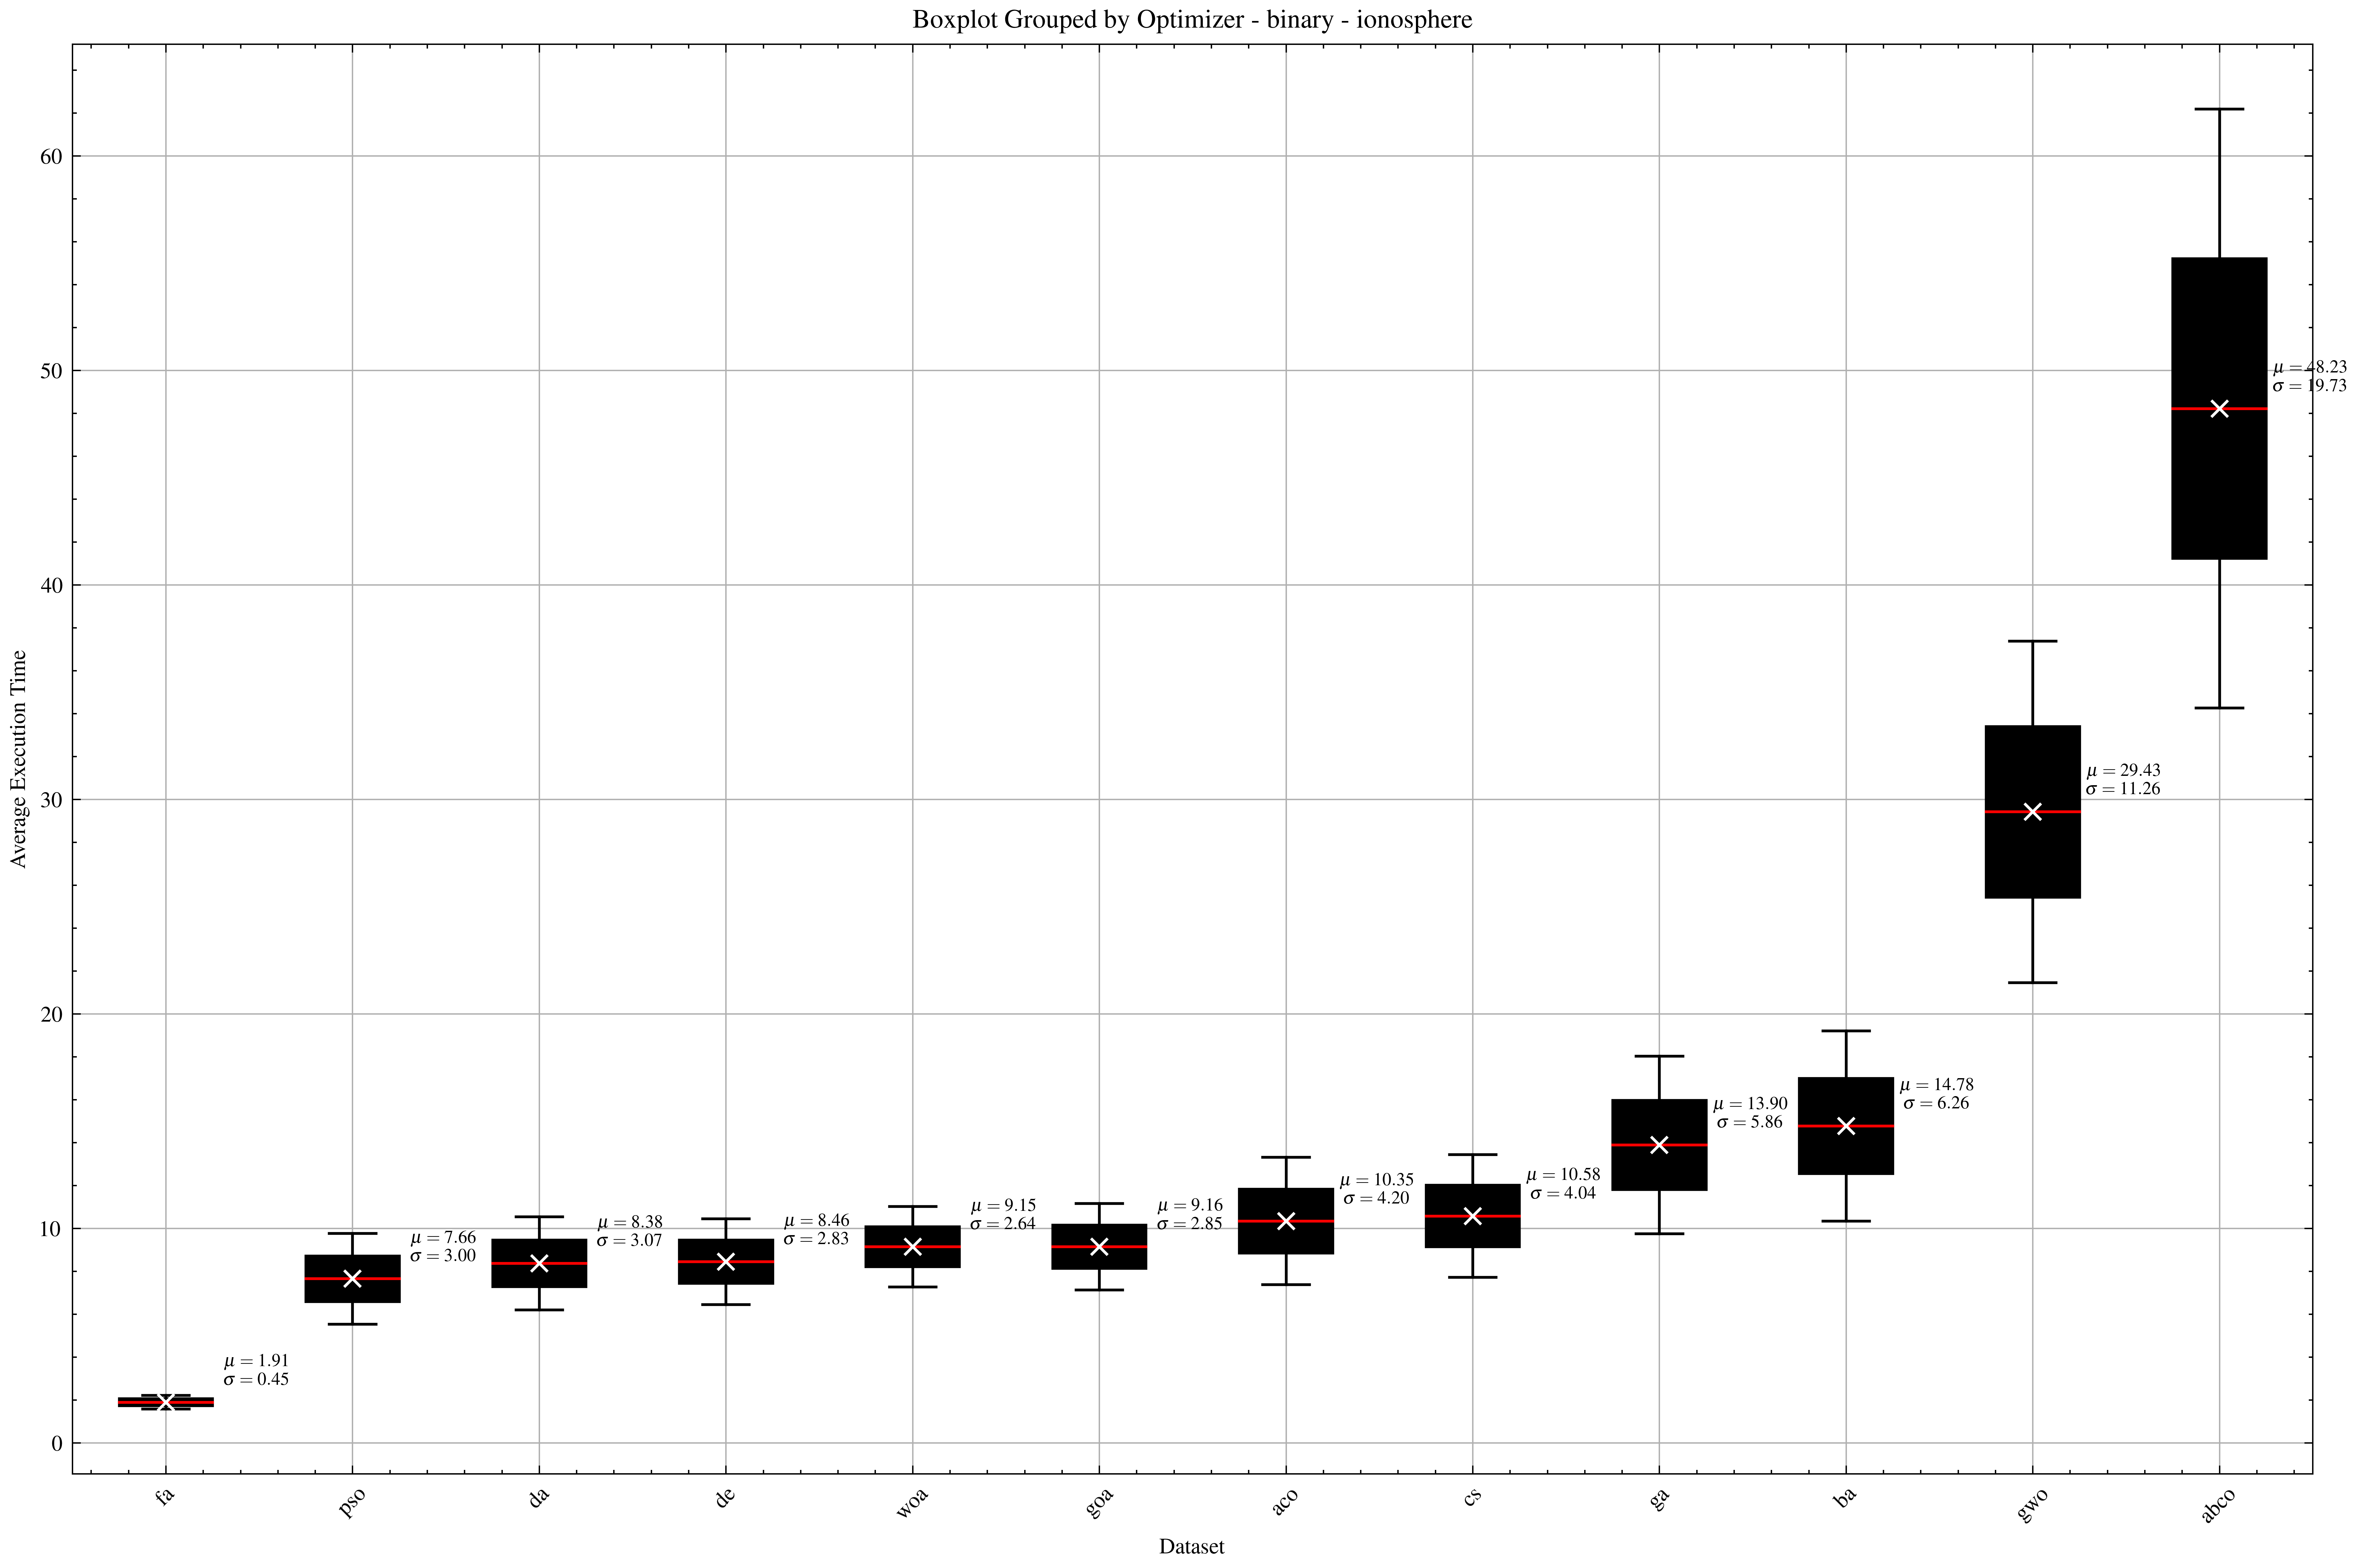 Boxplot Grouped by Optimizer - binary - ionosphere
Average Execution Time
60
50
40
30
20
10
0
μ = 1.91
σ = 0.45
μ = 7.66
σ = 3.00
μ = 8.38
σ = 3.07
μ = 8.46
σ = 2.83
μ = 9.15
σ = 2.64
μ = 9.16
σ = 2.85
μ = 10.35
σ = 4.20
μ = 10.58
σ = 4.04
μ = 13.90
σ = 5.86
μ = 14.78
σ = 6.26
μ = 29.43
σ = 11.26
μ = 48.23
σ = 19.73
fa
pso
da
de
woa
goa
aco
cs
ga
ba
gwo
abco
Dataset